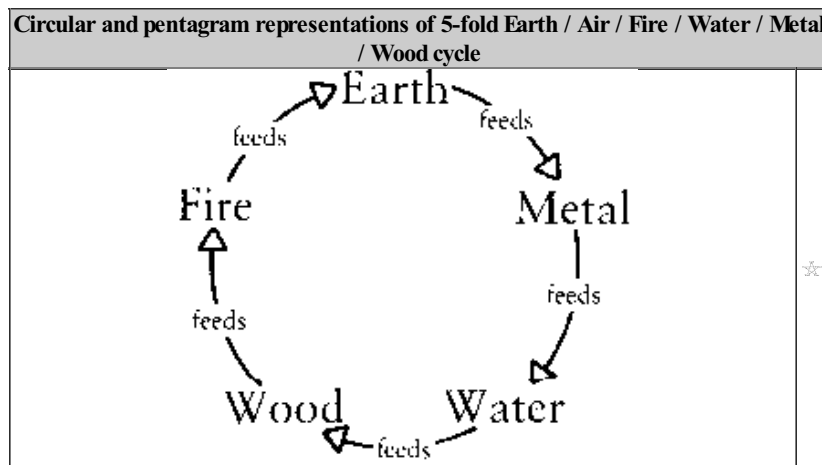 Circular and pentagram representations of 5-fold Earth / Air / Fire / Water / Metal
/ Wood cycle
Earth
feeds
feeds
Fire
Metal
feeds
feeds
Wood
Water
feeds